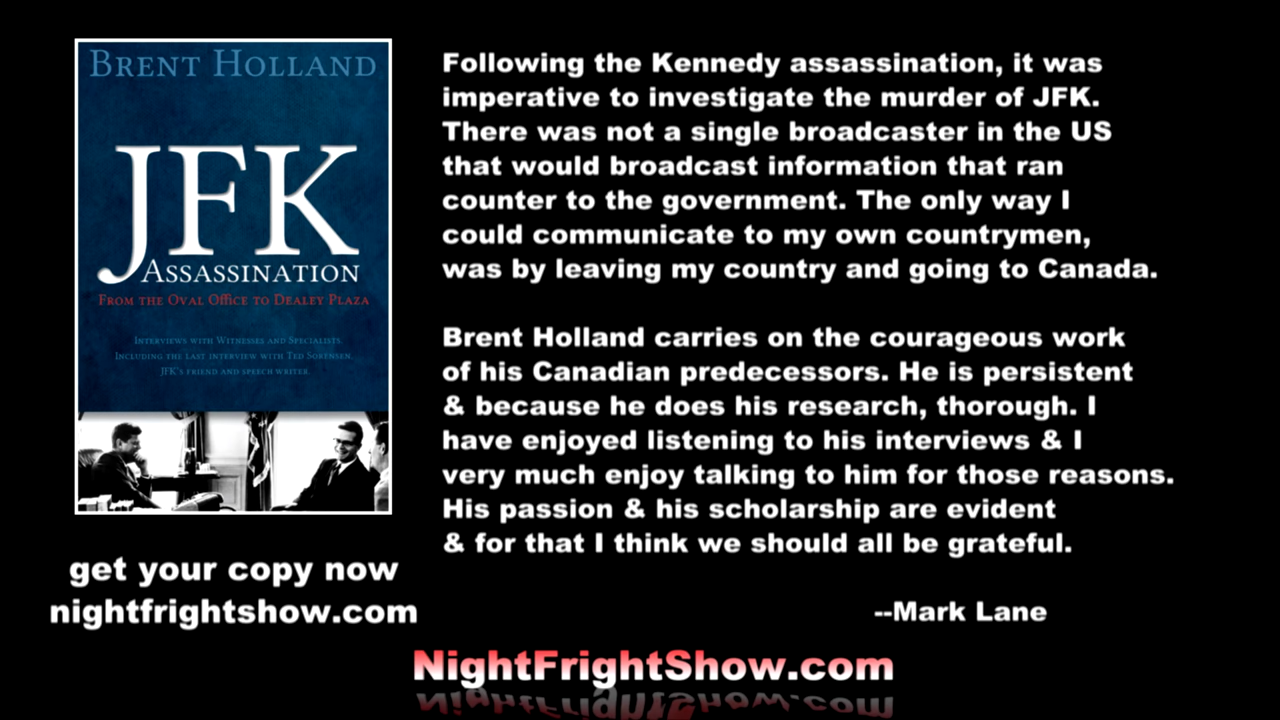 BRENT HOLLAND
JFK
ASSASSINATION
FROM THE OVAL OFFICE TO DEALEY PLAZA
INTERVIEWS WITH WITNESSES AND SPECIALISTS.
INCLUDING THE LAST INTERVIEW WITH TED SORENSEN,
JFK'S FRIEND AND SPEECH WRITER.
get your copy now
nightfrightshow.com
Following the Kennedy assassination, it was
imperative to investigate the murder of JFK.
There was not a single broadcaster in the US
that would broadcast information that ran
counter to the government. The only way I
could communicate to my own countrymen,
was by leaving my country and going to Canada.
Brent Holland carries on the courageous work
of his Canadian predecessors. He is persistent
& because he does his research, thorough. I
have enjoyed listening to his interviews & I
very much enjoy talking to him for those reasons.
His passion & his scholarship are evident
& for that I think we should all be grateful.
--Mark Lane
NightFrightShow.com